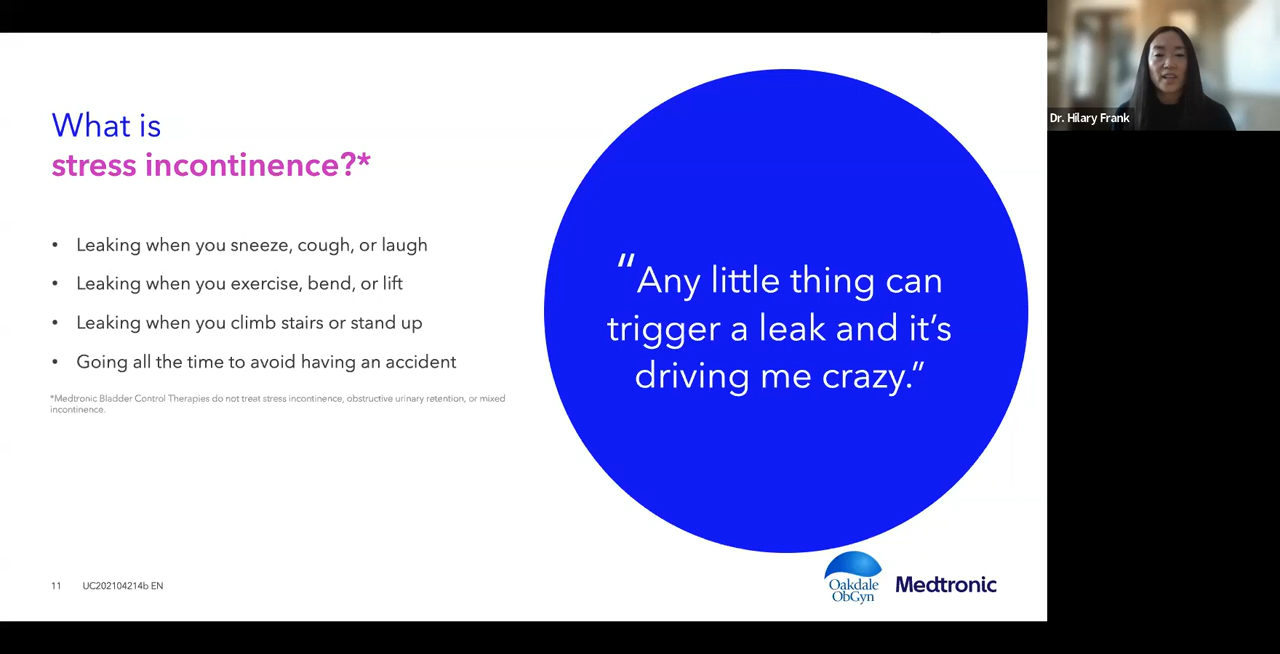 What is
stress incontinence?*
• Leaking when you sneeze, cough, or laugh
• Leaking when you exercise, bend, or lift
• Leaking when you climb stairs or stand up
• Going all the time to avoid having an accident
*Medtronic Bladder Control Therapies do not treat stress incontinence, obstructive urinary retention, or mixed
incontinence.
“Any little thing can
trigger a leak and it’s
driving me crazy.”
11 UC202104214b EN
Oakdale
ObGyn
Medtronic
Dr. Hilary Frank